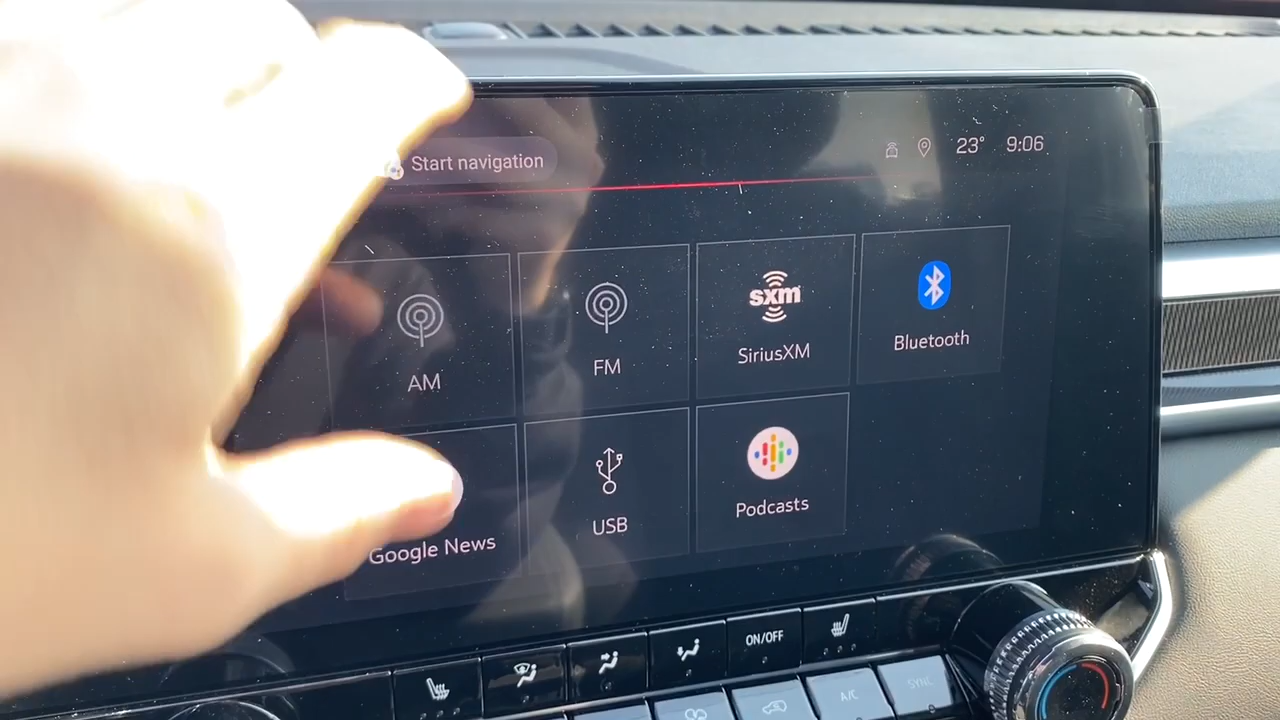 Start navigation
23° 9:06
AM
FM
sxm
SiriusXM
Bluetooth
Google News
USB
Podcasts
ON/OFF
A/C
SYNC